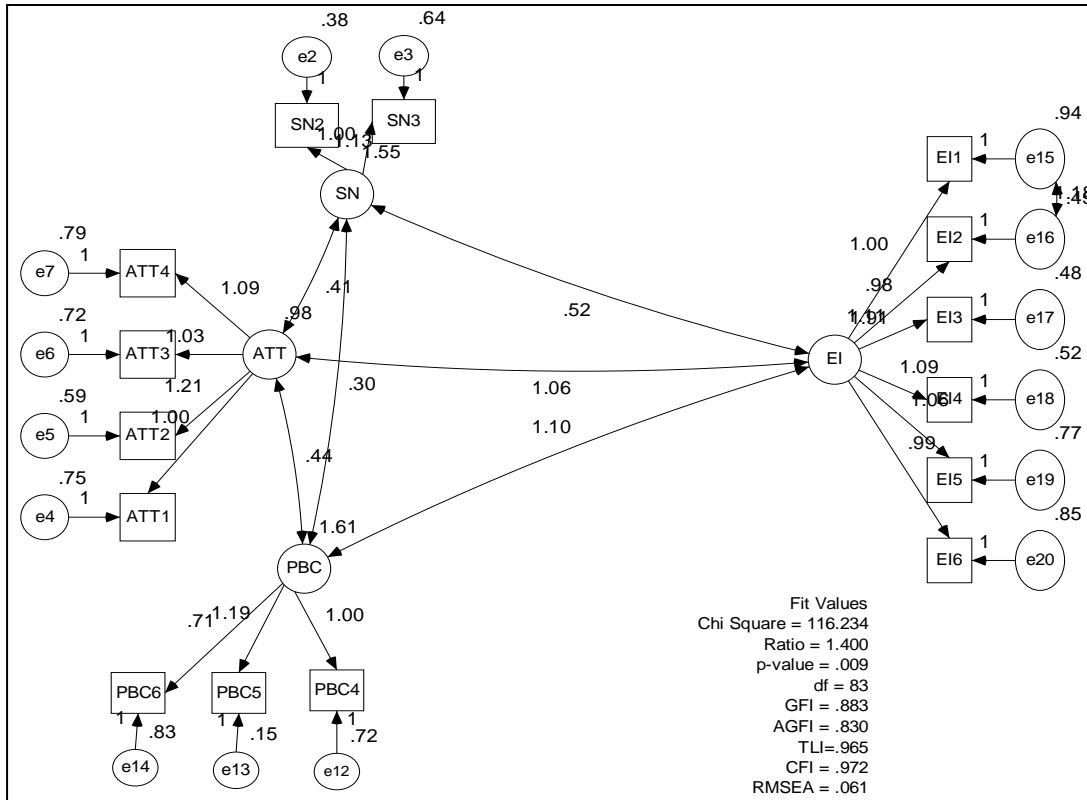 .38
.64
e2
e3
1
1
SN2
SN3
1.00
1.13
1.55
SN
.94
1
EI1
e15
1
EI2
e16
.48
1
EI3
e17
.52
1
EI4
e18
.77
1
EI5
e19
.85
1
EI6
e20
1.00
.98
1.09
1.06
.99
EI
.79
1
e7
ATT4
1.09
.72
1
e6
ATT3
1.03
.59
1
e5
ATT2
1.21
.75
1
e4
ATT1
1.00
.98
ATT
.41
.52
.30
1.06
1.10
.44
1.61
PBC
.71
1.19
1.00
PBC6
PBC5
PBC4
1
1
1
.83
.15
.72
e14
e13
e12
Fit Values
Chi Square = 116.234
Ratio = 1.400
p-value = .009
df = 83
GFI = .883
AGFI = .830
TLI=.965
CFI = .972
RMSEA = .061